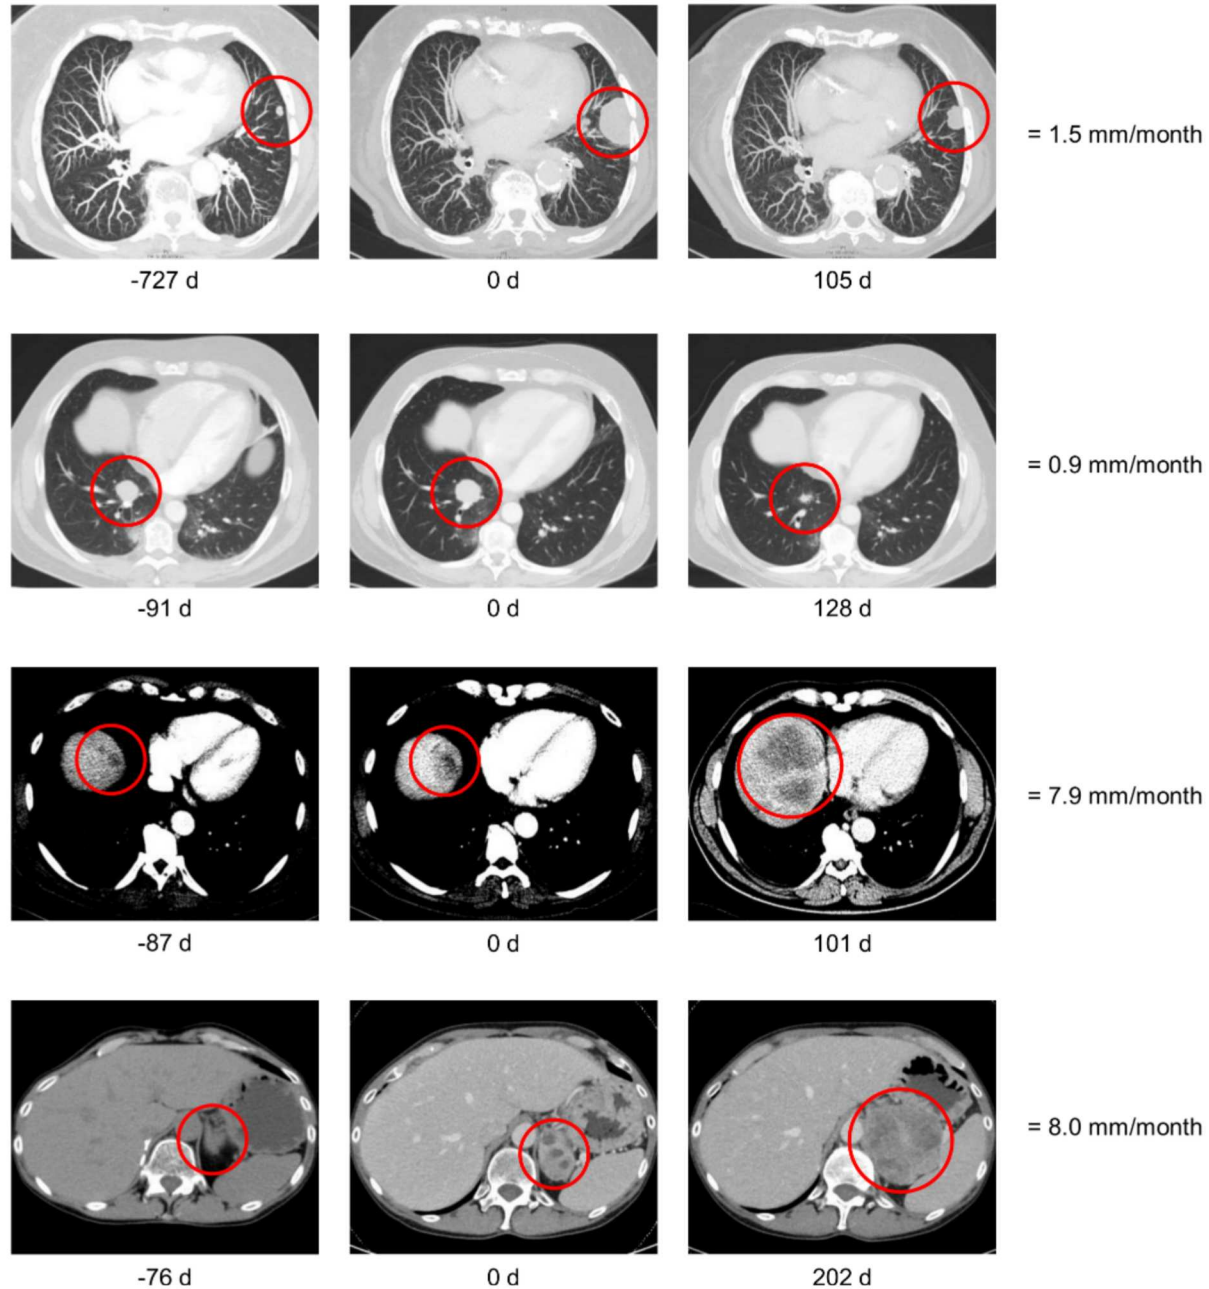 = 1.5 mm/month
-727 d 0 d 105 d
= 0.9 mm/month
-91 d 0 d 128 d
= 7.9 mm/month
-87 d 0 d 101 d
= 8.0 mm/month
-76 d 0 d 202 d